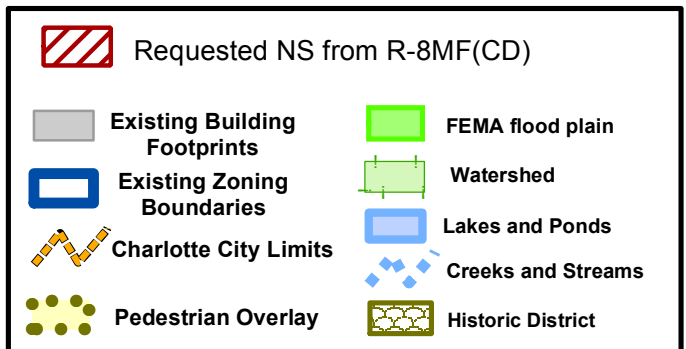 Requested NS from R-8MF(CD)
Existing Building
Footprints
Existing Zoning
Boundaries
Charlotte City Limits
Pedestrian Overlay
FEMA flood plain
Watershed
Lakes and Ponds
Creeks and Streams
Historic District